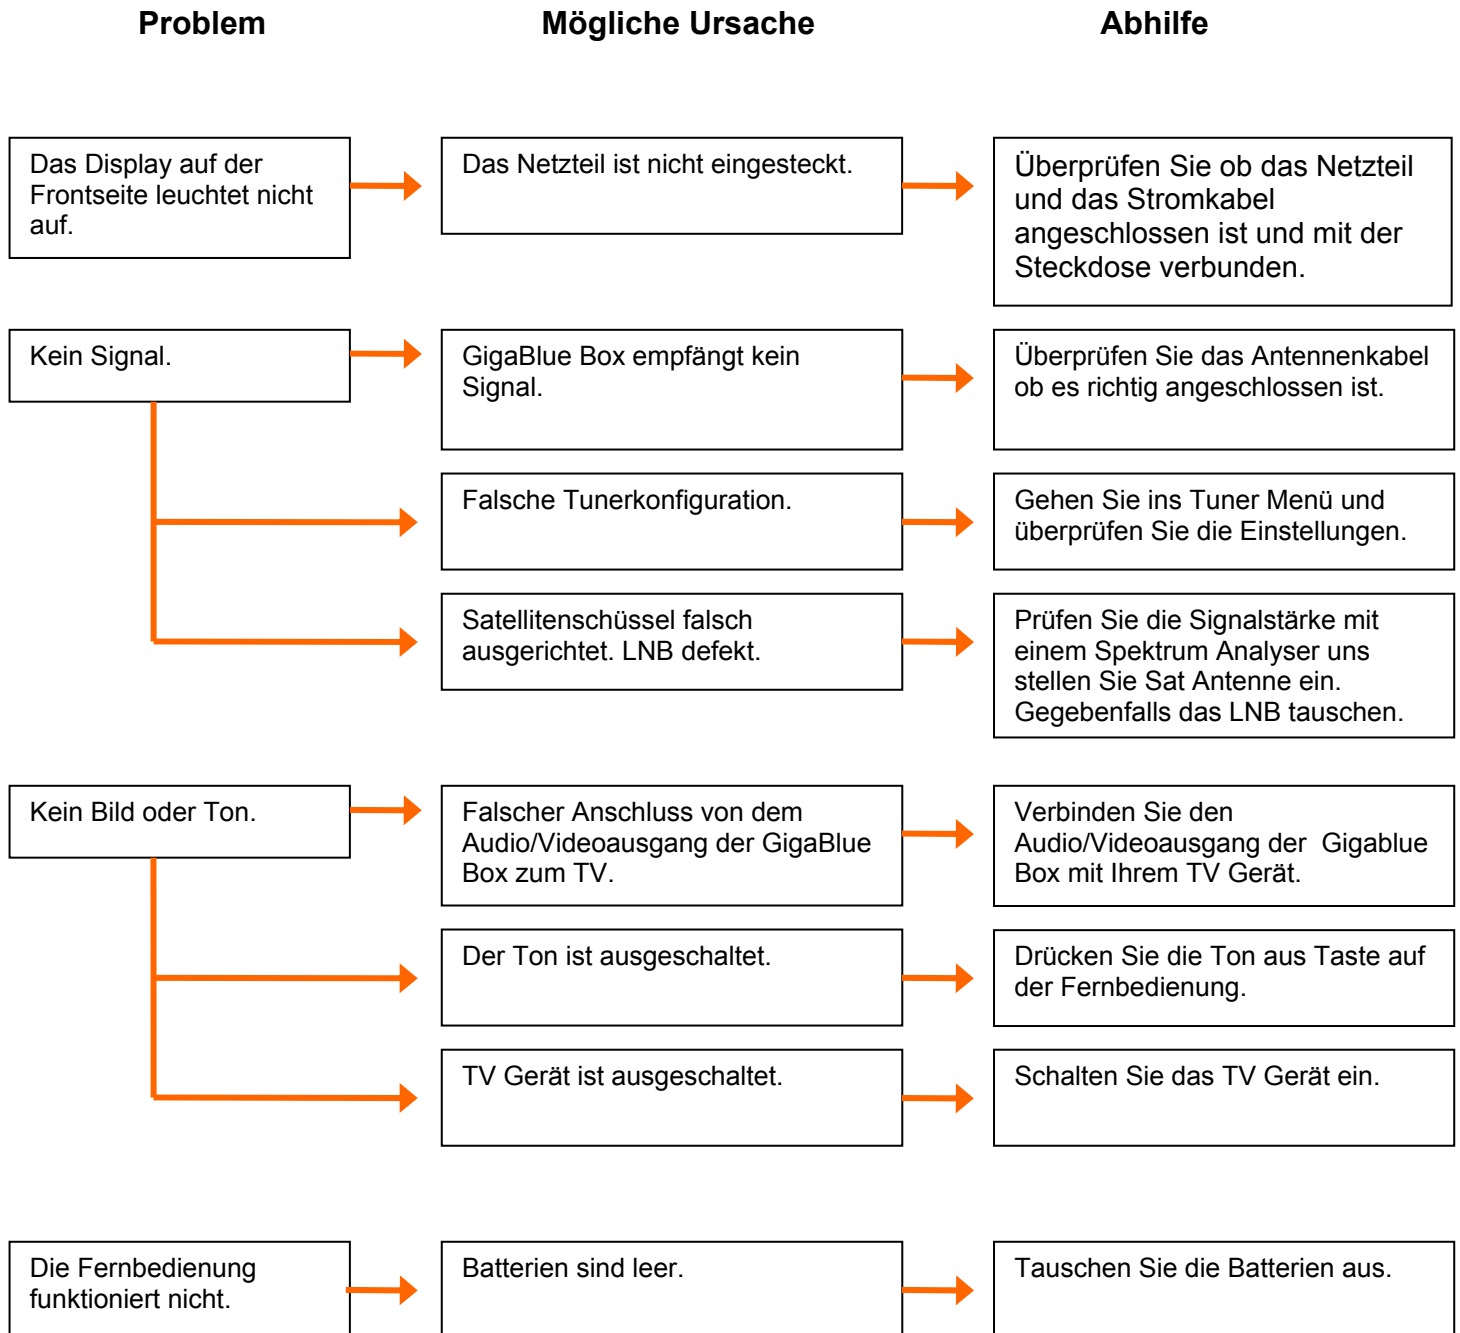 Problem
Mögliche Ursache
Abhilfe
Das Display auf der
Frontseite leuchtet nicht
auf.
Das Netzteil ist nicht eingesteckt.
Überprüfen Sie ob das Netzteil
und das Stromkabel
angeschlossen ist und mit der
Steckdose verbunden.
Kein Signal.
GigaBlue Box empfängt kein
Signal.
Überprüfen Sie das Antennenkabel
ob es richtig angeschlossen ist.
Falsche Tunerkonfiguration.
Gehen Sie ins Tuner Menü und
überprüfen Sie die Einstellungen.
Satellitenschüssel falsch
ausgerichtet. LNB defekt.
Prüfen Sie die Signalstärke mit
einem Spektrum Analyser uns
stellen Sie Sat Antenne ein.
Gegebenfalls das LNB tauschen.
Kein Bild oder Ton.
Falscher Anschluss von dem
Audio/Videoausgang der GigaBlue
Box zum TV.
Verbinden Sie den
Audio/Videoausgang der  Gigablue
Box mit Ihrem TV Gerät.
Der Ton ist ausgeschaltet.
Drücken Sie die Ton aus Taste auf
der Fernbedienung.
TV Gerät ist ausgeschaltet.
Schalten Sie das TV Gerät ein.
Die Fernbedienung
funktioniert nicht.
Batterien sind leer.
Tauschen Sie die Batterien aus.